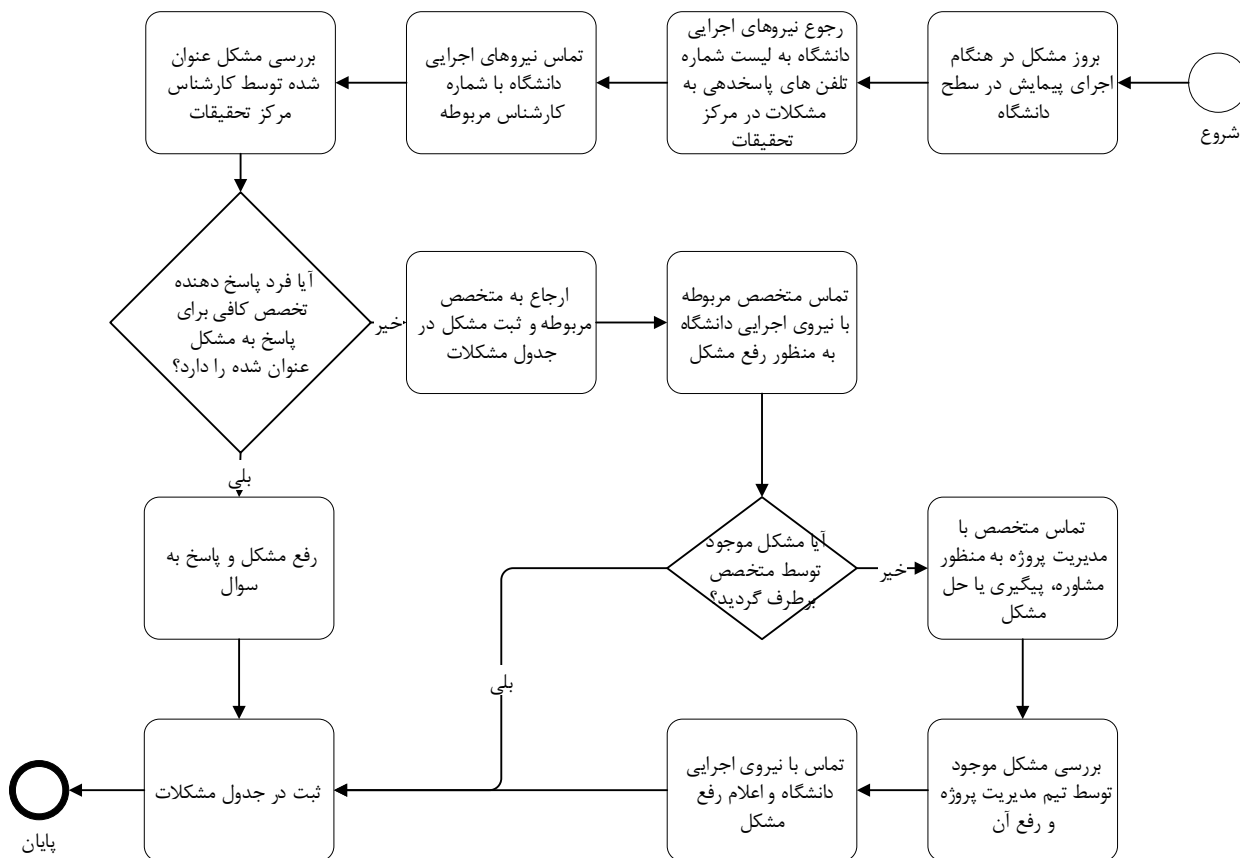 شروع
بروز مشکل در هنگام
اجرای پیمایش در سطح
دانشگاه
رجوع نیروهای اجرایی
دانشگاه به لیست شماره
تلفن های پاسخدهی به
مشکلات در مرکز
تحقیقات
تماس نیروهای اجرایی
دانشگاه با شماره
کارشناس مربوطه
بررسی مشکل عنوان
شده توسط کارشناس
مرکز تحقیقات
آیا فرد پاسخ دهنده
تخصص کافی برای
پاسخ به مشکل
عنوان شده را دارد؟
خیر
ارجاع به متخصص
مربوطه و ثبت مشکل در
جدول مشکلات
تماس متخصص مربوطه
با نیروی اجرایی دانشگاه
به منظور رفع مشکل
بلی
رفع مشکل و پاسخ به
سوال
آیا مشکل موجود
توسط متخصص
برطرف گردید؟
خیر
تماس متخصص با
مدیریت پروژه به منظور
مشاوره، پیگیری یا حل
مشکل
بلی
بررسی مشکل موجود
توسط تیم مدیریت پروژه
و رفع آن
تماس با نیروی اجرایی
دانشگاه و اعلام رفع
مشکل
ثبت در جدول مشکلات
پایان